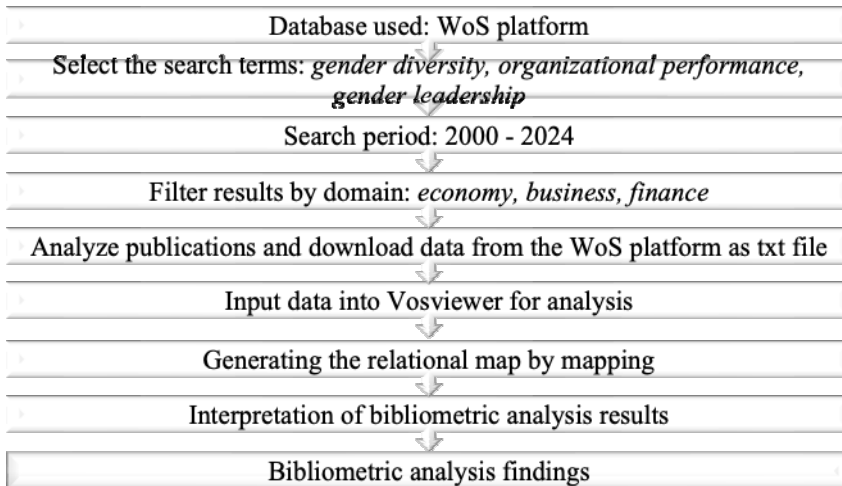 Database used: WoS platform
Select the search terms: gender diversity, organizational performance,
gender leadership
Search period: 2000 - 2024
Filter results by domain: economy, business, finance
Analyze publications and download data from the WoS platform as txt file
Input data into Vosviewer for analysis
Generating the relational map by mapping
Interpretation of bibliometric analysis results
Bibliometric analysis findings